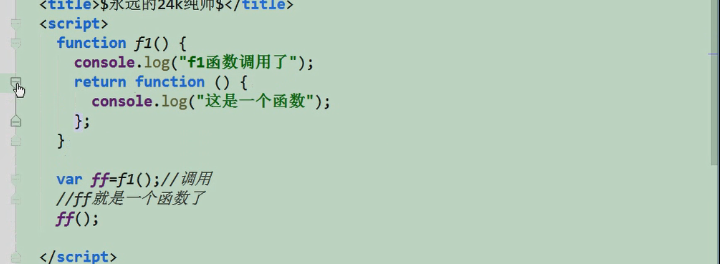 <title>$永远的24k纯师$</title>
<script>
function f1() {
console.log("f1函数调用了");
return function () {
console.log("这是一个函数");
};
}
var ff=f1();//调用
//ff就是一个函数了
ff();
</script>